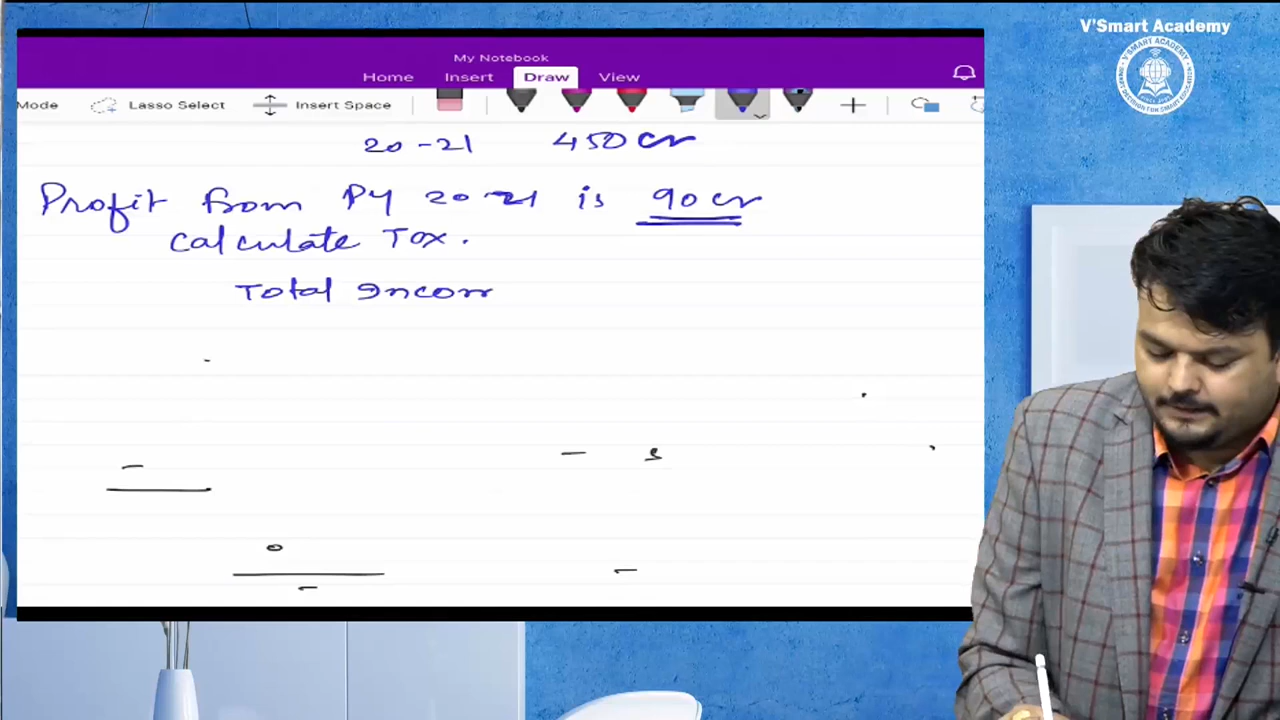 V'Smart Academy
My Notebook
Home Insert Draw View
Mode Lasso Select Insert Space
20-21 450 cr
Profit from PY 20-21 is 90 cr
Calculate Tax.
Total Incom